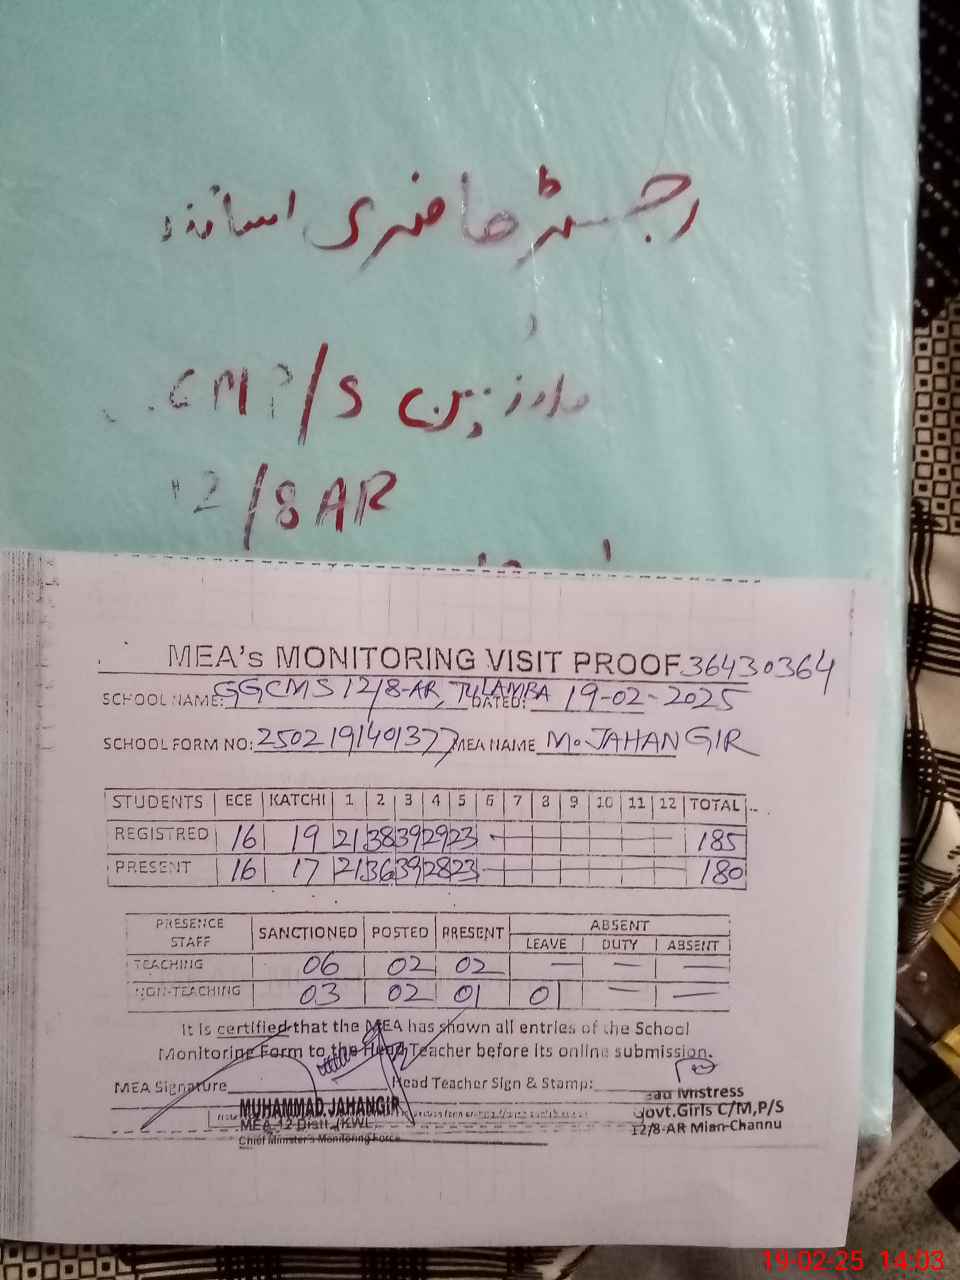 رجسٹر حاضری اساتذہ
GCMP/S
12/8AR
MEA's MONITORING VISIT PROOF 36430364
SCHOOL NAME: GGCMS 12/8-AR, TULAMBA DATED: 19-02-2025
SCHOOL FORM NO: 2502191401377 MEA NAME M. JAHANGIR
STUDENTS ECE KATCHI 1 2 3 4 5 6 7 8 9 10 11 12 TOTAL
REGISTRED 16 19 21 38 39 29 23 185
PRESENT 16 17 21 36 39 28 23 180
PRESENCE STAFF SANCTIONED POSTED PRESENT ABSENT
LEAVE DUTY ABSENT
TEACHING 06 02 02 — — —
NON-TEACHING 03 02 01 01 — —
It is certified that the MEA has shown all entries of the School
Monitoring Form to the Head Teacher before its online submission.
MEA Signature Head Teacher Sign & Stamp:
Mistress
MUHAMMAD JAHANGIR
Govt.Girls C/M,P/S
MEA-12 Distt. (KWL
12/8-AR Mian Channu
Chief Minster's Monitoring Force
19-02-25 14:03